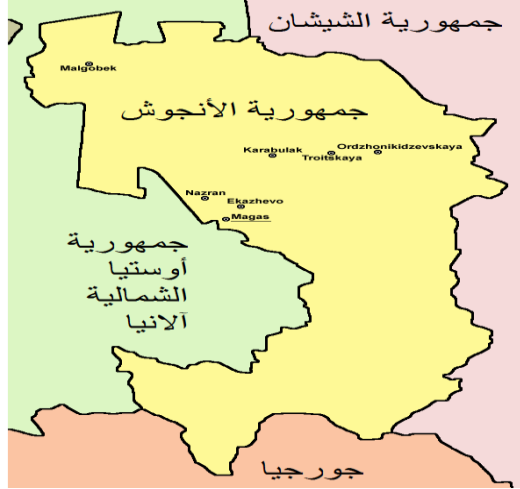 جمهورية الشيشان
Malgobek
جمهورية الأنجوش
Karabulak
Troitskaya
Ordzhonikidzevskaya
Nazran
Ekazhevo
Magas
جمهورية
أوستيا
الشمالية
آلانيا
جورجيا